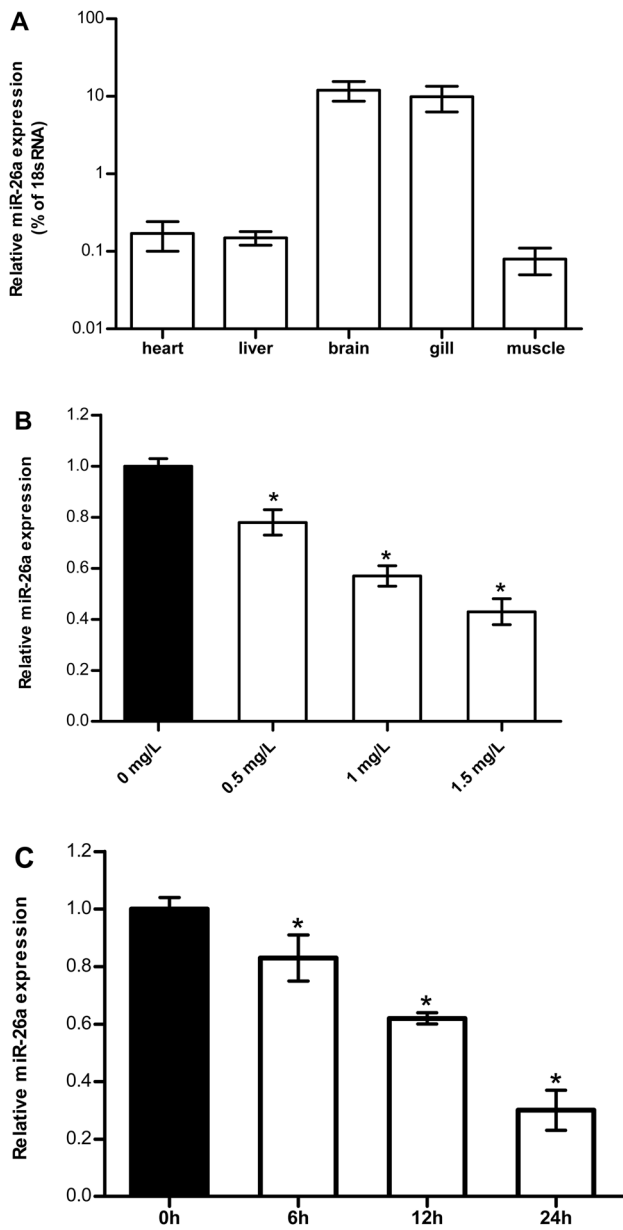 A
Relative miR-26a expression
(% of 18sRNA)
100
10
1
0.1
0.01
heart liver brain gill muscle
B
Relative miR-26a expression
1.2
1.0
0.8
0.6
0.4
0.2
0.0
*
*
*
0 mg/L 0.5 mg/L 1 mg/L 1.5 mg/L
C
Relative miR-26a expression
1.2
1.0
0.8
0.6
0.4
0.2
0.0
*
*
*
0h 6h 12h 24h